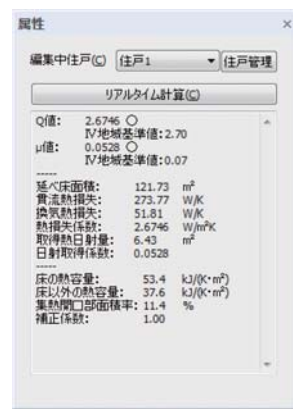 属性
編集中住戸(C) 住戸1 住戸管理
リアルタイム計算(C)
Q値: 2.6746 ○
Ⅳ地域基準値:2.70
μ値: 0.0528 ○
Ⅳ地域基準値:0.07
-----
延べ床面積: 121.73 m²
貫流熱損失: 273.77 W/K
換気熱損失: 51.81 W/K
熱損失係数: 2.6746 W/m²K
取得熱日射量: 6.43 m²
日射取得係数: 0.0528
-----
床の熱容量: 53.4 kJ/(K・m²)
床以外の熱容量: 37.6 kJ/(K・m²)
集熱開口部面積率: 11.4 %
補正係数: 1.00